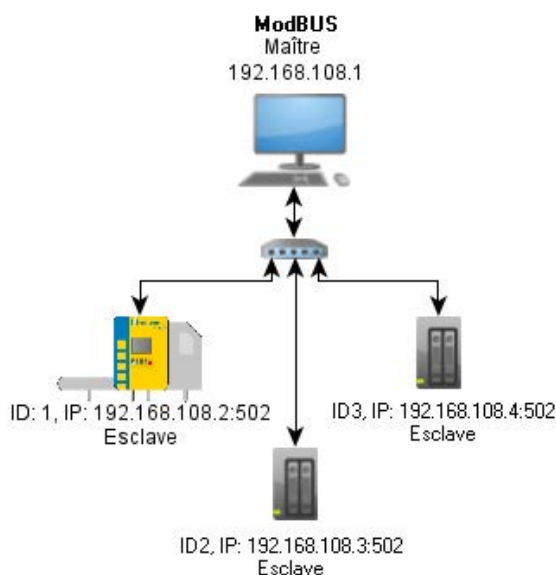 ModBUS
Maître
192.168.108.1
ID: 1, IP: 192.168.108.2:502
Esclave
ID3, IP: 192.168.108.4:502
Esclave
ID2, IP: 192.168.108.3:502
Esclave